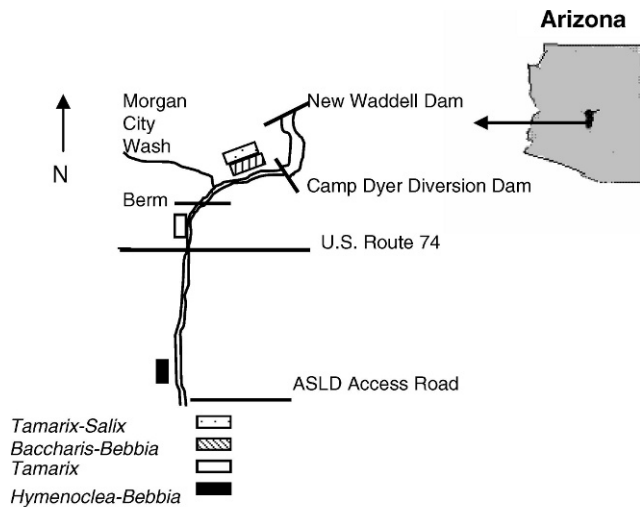 Arizona
Morgan
City
Wash
New Waddell Dam
N
Camp Dyer Diversion Dam
Berm
U.S. Route 74
ASLD Access Road
Tamarix-Salix
Baccharis-Bebbia
Tamarix
Hymenoclea-Bebbia